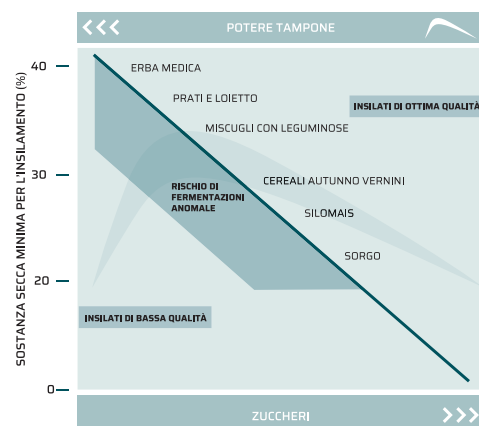 POTERE TAMPONE
SOSTANZA SECCA MINIMA PER L'INSILAMENTO (%)
40
30
20
0
ERBA MEDICA
PRATI E LOIETTO
INSILATI DI OTTIMA QUALITÀ
MISCUGLI CON LEGUMINOSE
CEREALI AUTUNNO VERNINI
RISCHIO DI
FERMENTAZIONI
ANOMALE
SILOMAIS
SORGO
INSILATI DI BASSA QUALITÀ
ZUCCHERI